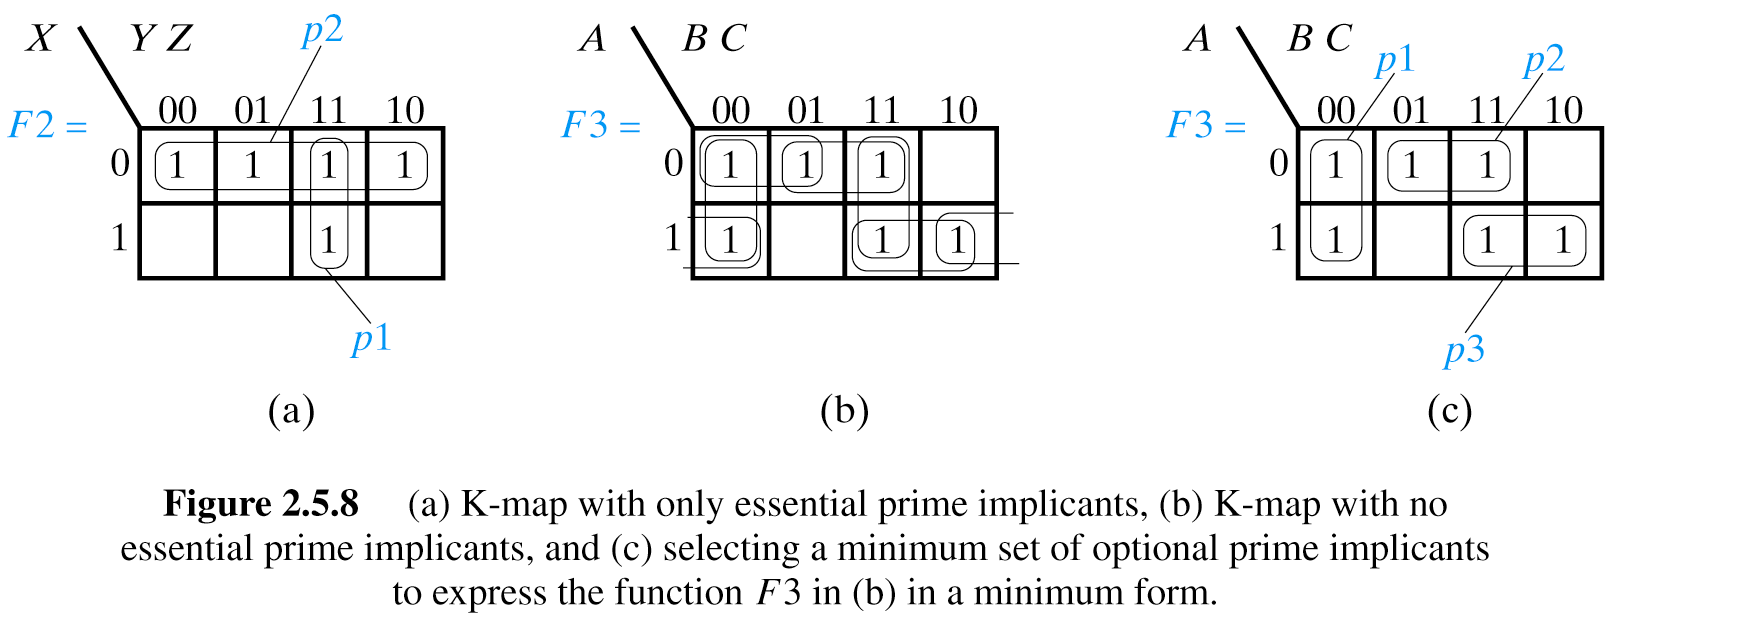 X Y Z p2
F2 = 00 01 11 10
0 1 1 1 1
1 1
p1
(a)
A B C
F3 = 00 01 11 10
0 1 1 1
1 1 1 1
(b)
A B C p1 p2
F3 = 00 01 11 10
0 1 1 1
1 1 1 1
p3
(c)
Figure 2.5.8 (a) K-map with only essential prime implicants, (b) K-map with no
essential prime implicants, and (c) selecting a minimum set of optional prime implicants
to express the function F3 in (b) in a minimum form.